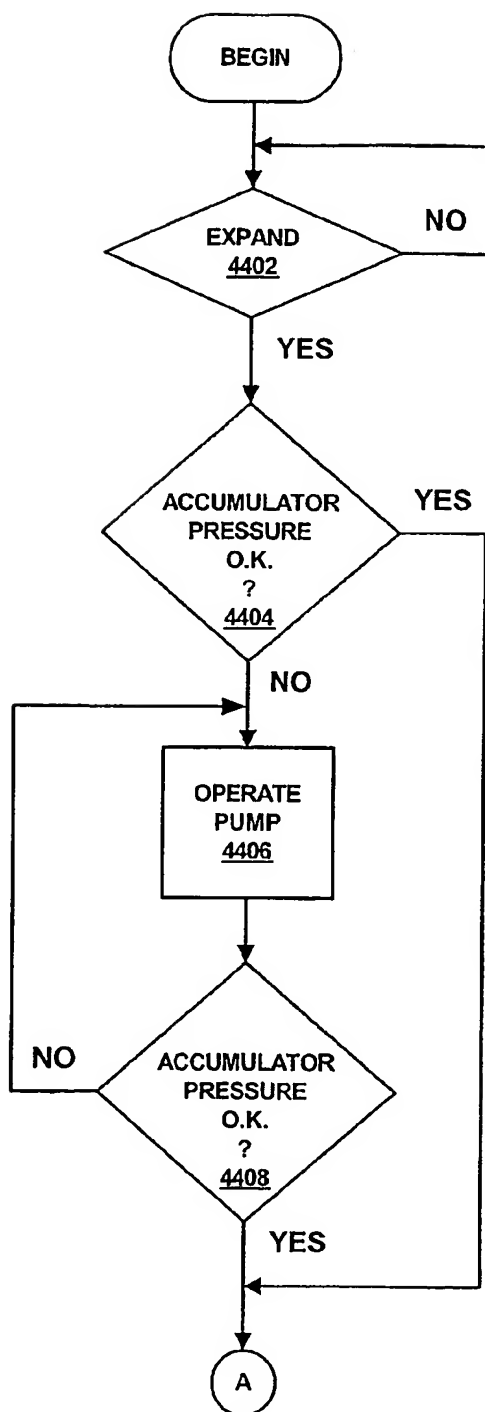 BEGIN
EXPAND
4402
NO
YES
ACCUMULATOR
PRESSURE
O.K.
?
4404
YES
NO
OPERATE
PUMP
4406
ACCUMULATOR
PRESSURE
O.K.
?
4408
NO
YES
A